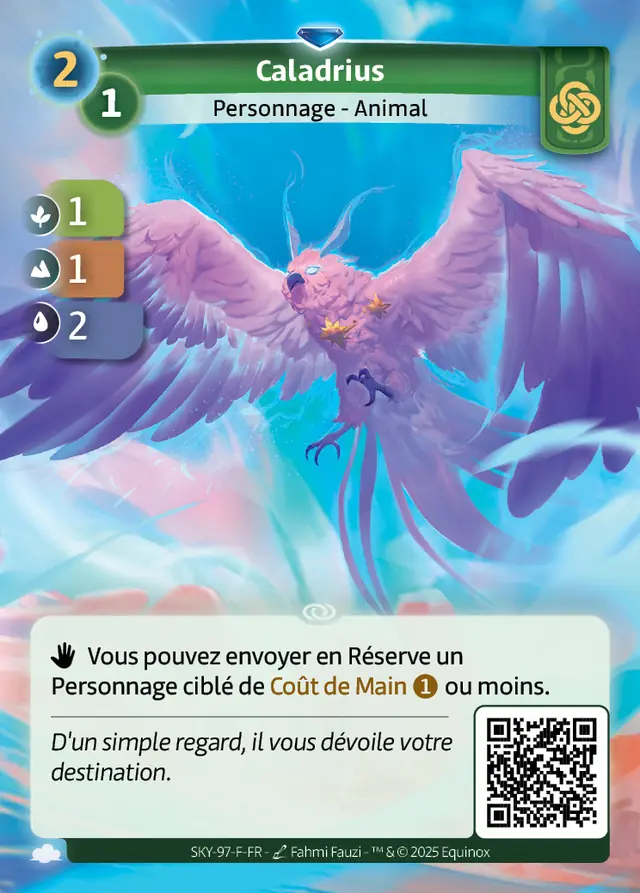 2
Caladrius
1
Personnage - Animal
1
1
2
Vous pouvez envoyer en Réserve un
Personnage ciblé de Coût de Main 1 ou moins.
D'un simple regard, il vous dévoile votre
destination.
SKY-97-F-FR - Fahmi Fauzi - ™ & © 2025 Equinox